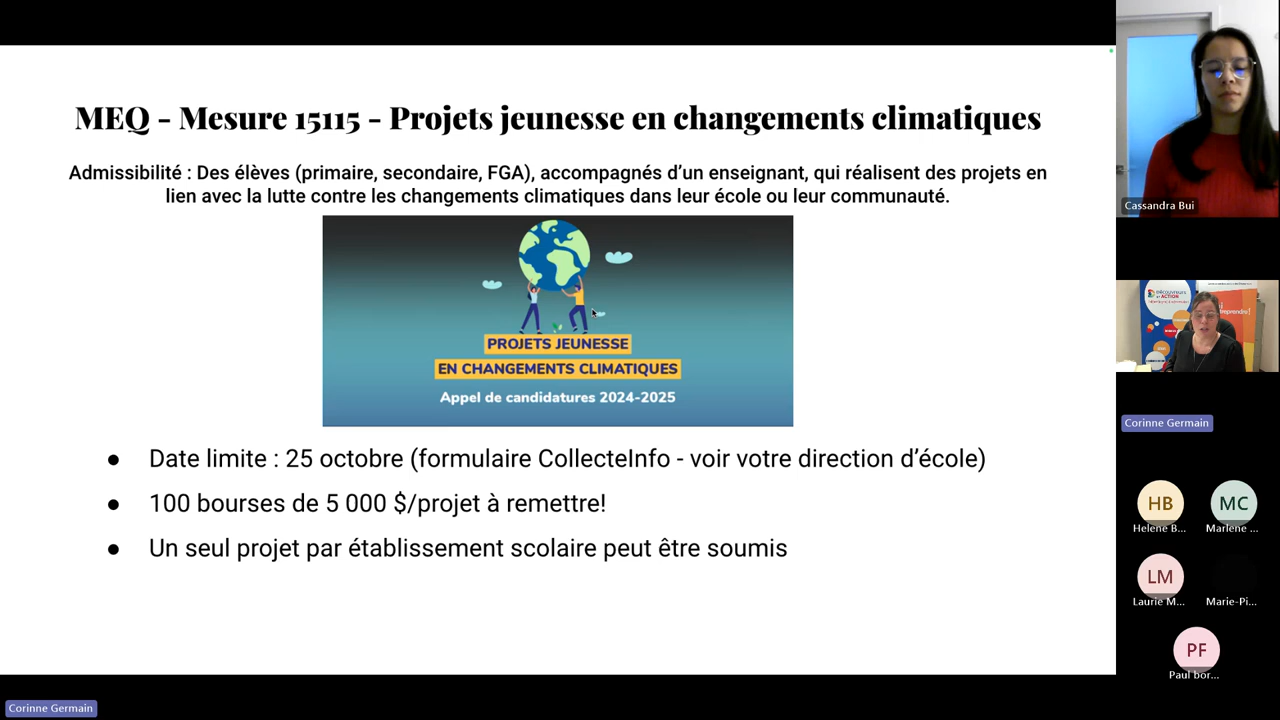 MEQ - Mesure 15115 - Projets jeunesse en changements climatiques
Admissibilité : Des élèves (primaire, secondaire, FGA), accompagnés d’un enseignant, qui réalisent des projets en
lien avec la lutte contre les changements climatiques dans leur école ou leur communauté.
PROJETS JEUNESSE
EN CHANGEMENTS CLIMATIQUES
Appel de candidatures 2024-2025
● Date limite : 25 octobre (formulaire CollecteInfo - voir votre direction d’école)
● 100 bourses de 5 000 $/projet à remettre!
● Un seul projet par établissement scolaire peut être soumis
Corinne Germain
Cassandra Bui
Corinne Germain
HB
Helene B...
MC
Marlene ...
LM
Laurie M...
Marie-Pi...
PF
Paul bor...